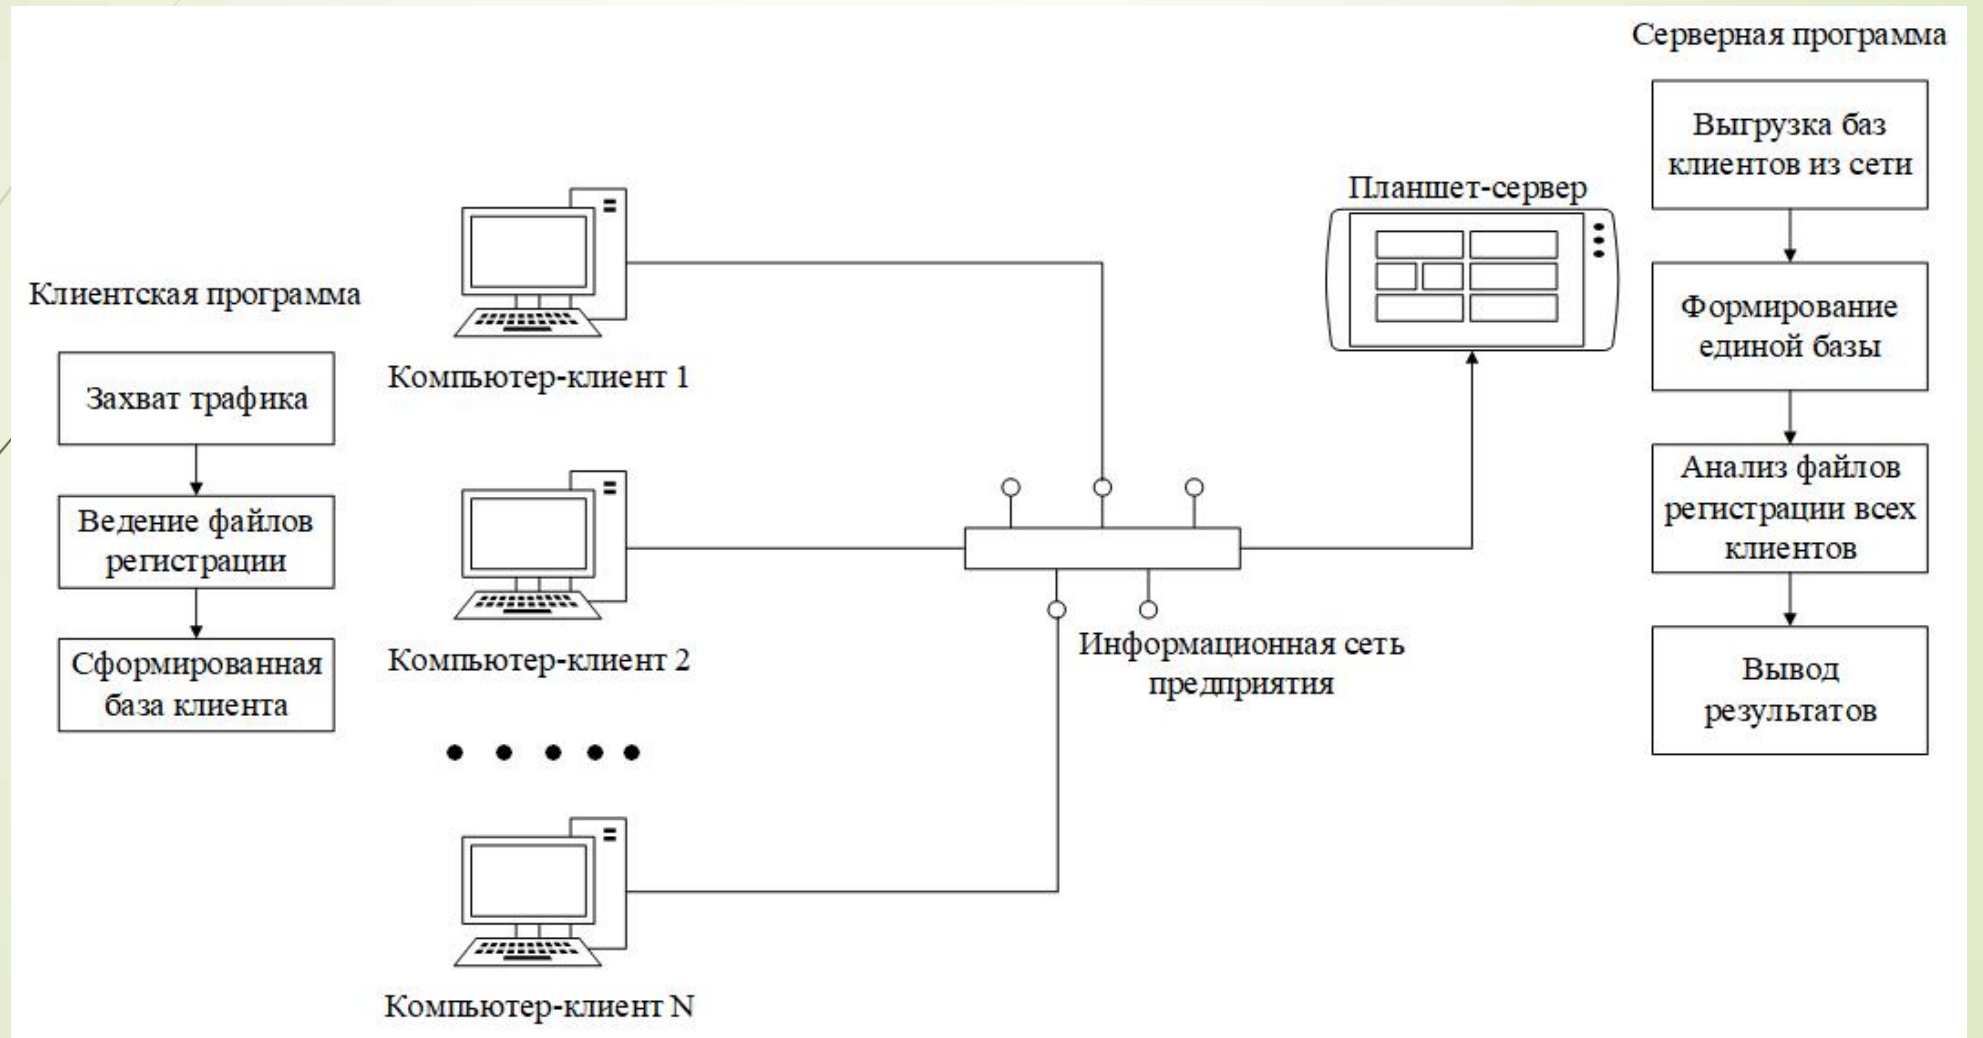 Клиентская программа
Захват трафика
Ведение файлов
регистрации
Сформированная
база клиента
Компьютер-клиент 1
Компьютер-клиент 2
Компьютер-клиент N
Информационная сеть
предприятия
Планшет-сервер
Серверная программа
Выгрузка баз
клиентов из сети
Формирование
единой базы
Анализ файлов
регистрации всех
клиентов
Вывод
результатов